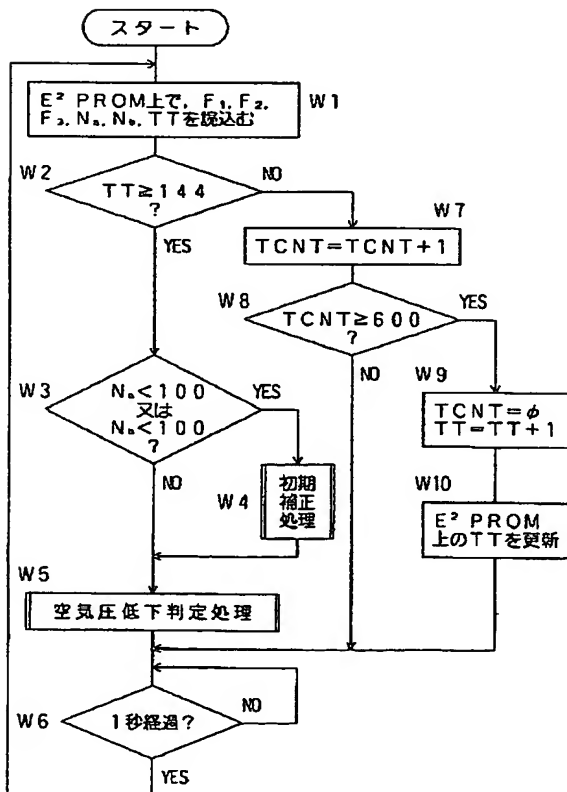 スタート
E² PROM上で, F₁, F₂,
F₃, Nₐ, N_b, TTを読込む
W1
W2
TT≥144
?
NO
YES
W7
TCNT=TCNT+1
W8
TCNT≥600
?
YES
NO
W3
Nₐ<100
又は
N_b<100
?
YES
NO
W4
初期
補正
処理
W9
TCNT=φ
TT=TT+1
W10
E² PROM
上のTTを更新
W5
空気圧低下判定処理
W6
1秒経過?
NO
YES